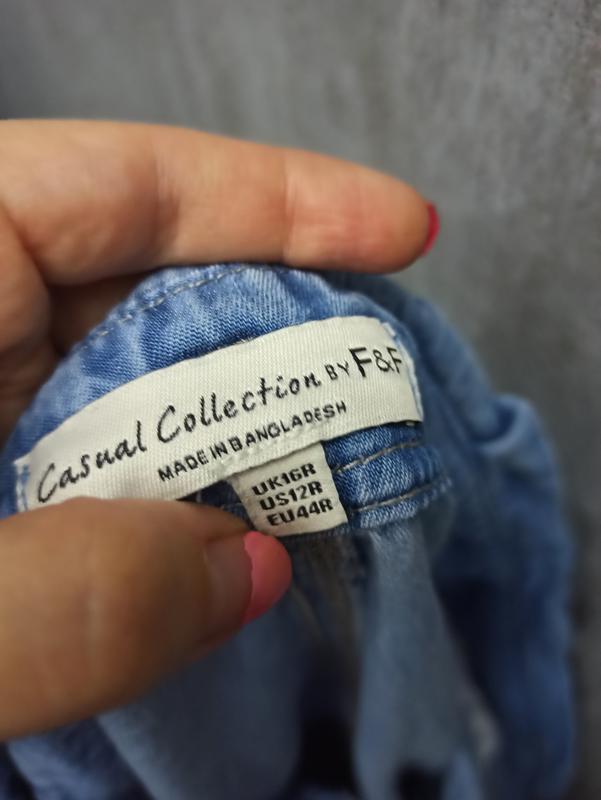 Casual Collection BY F&F
MADE IN BANGLADESH
UK16R
US12R
EU44R